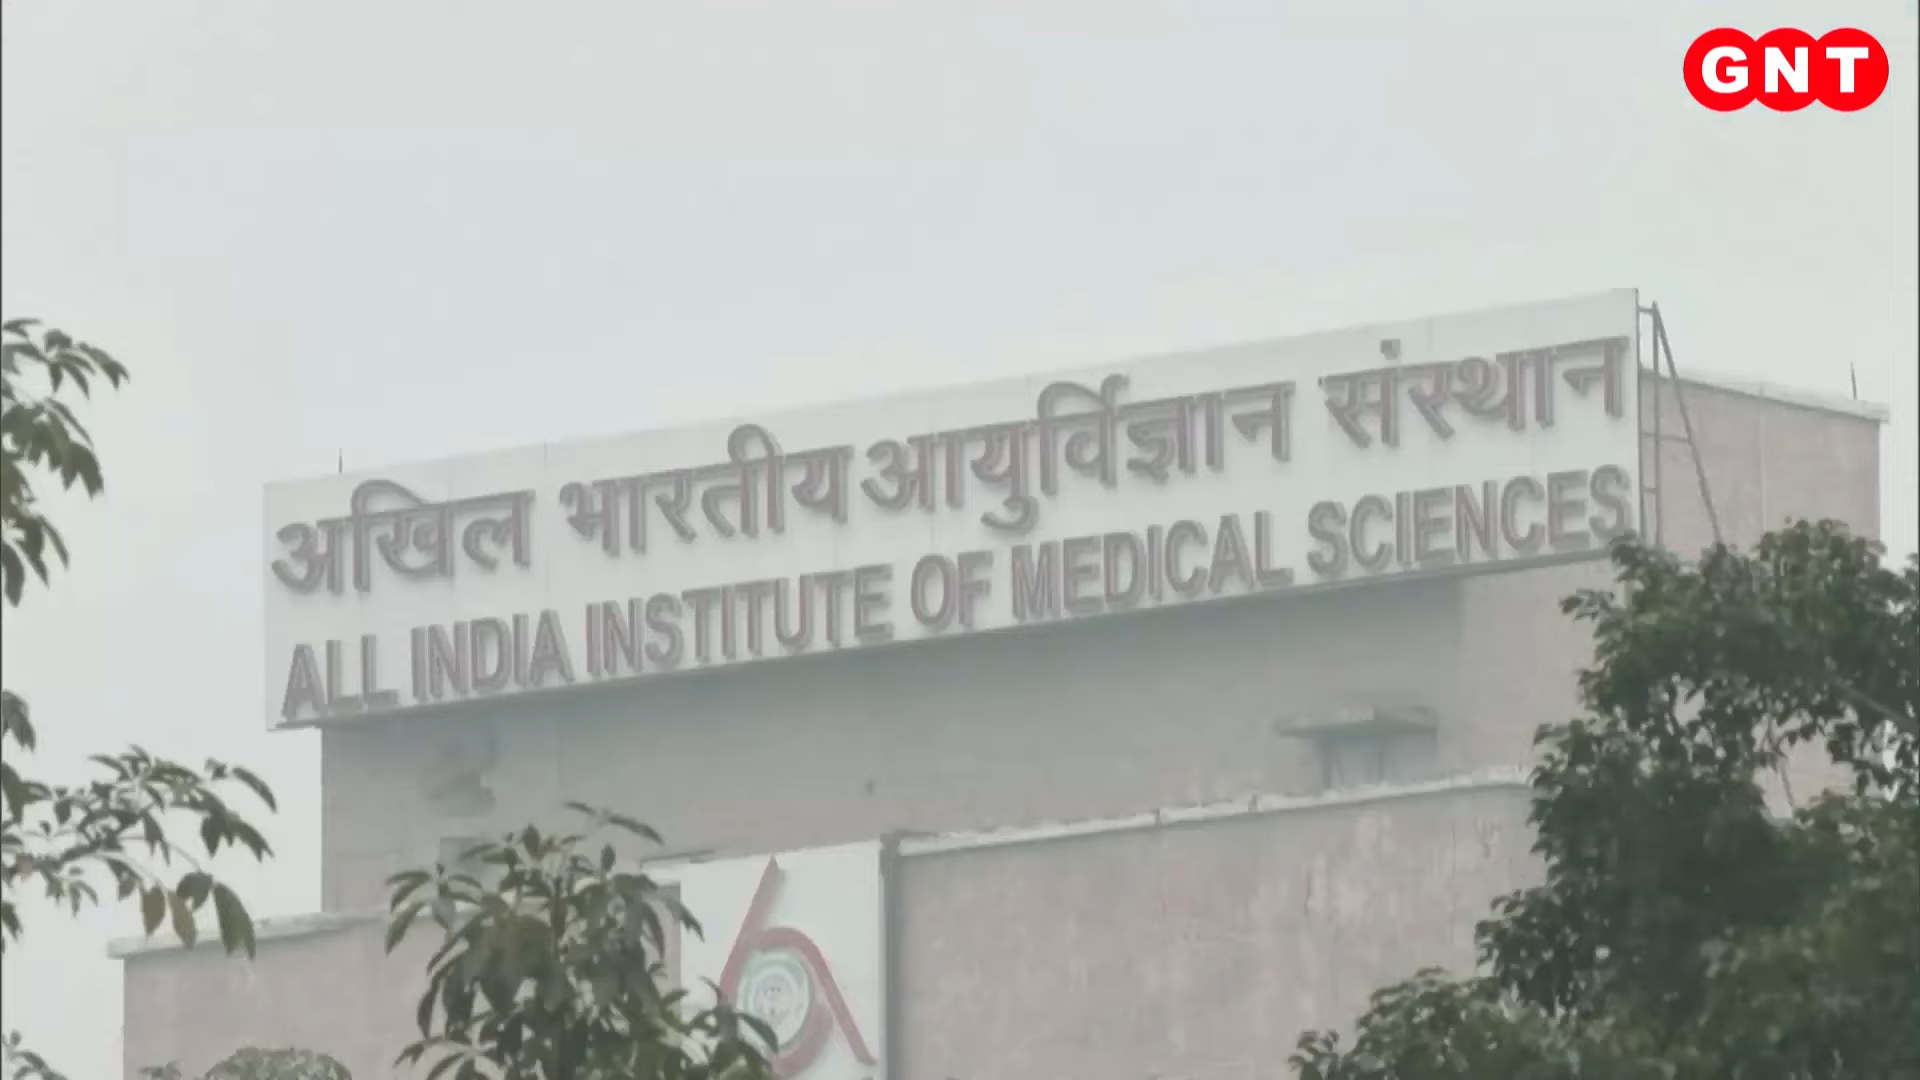 GNT
अखिल भारतीय आयुर्विज्ञान संस्थान
ALL INDIA INSTITUTE OF MEDICAL SCIENCES